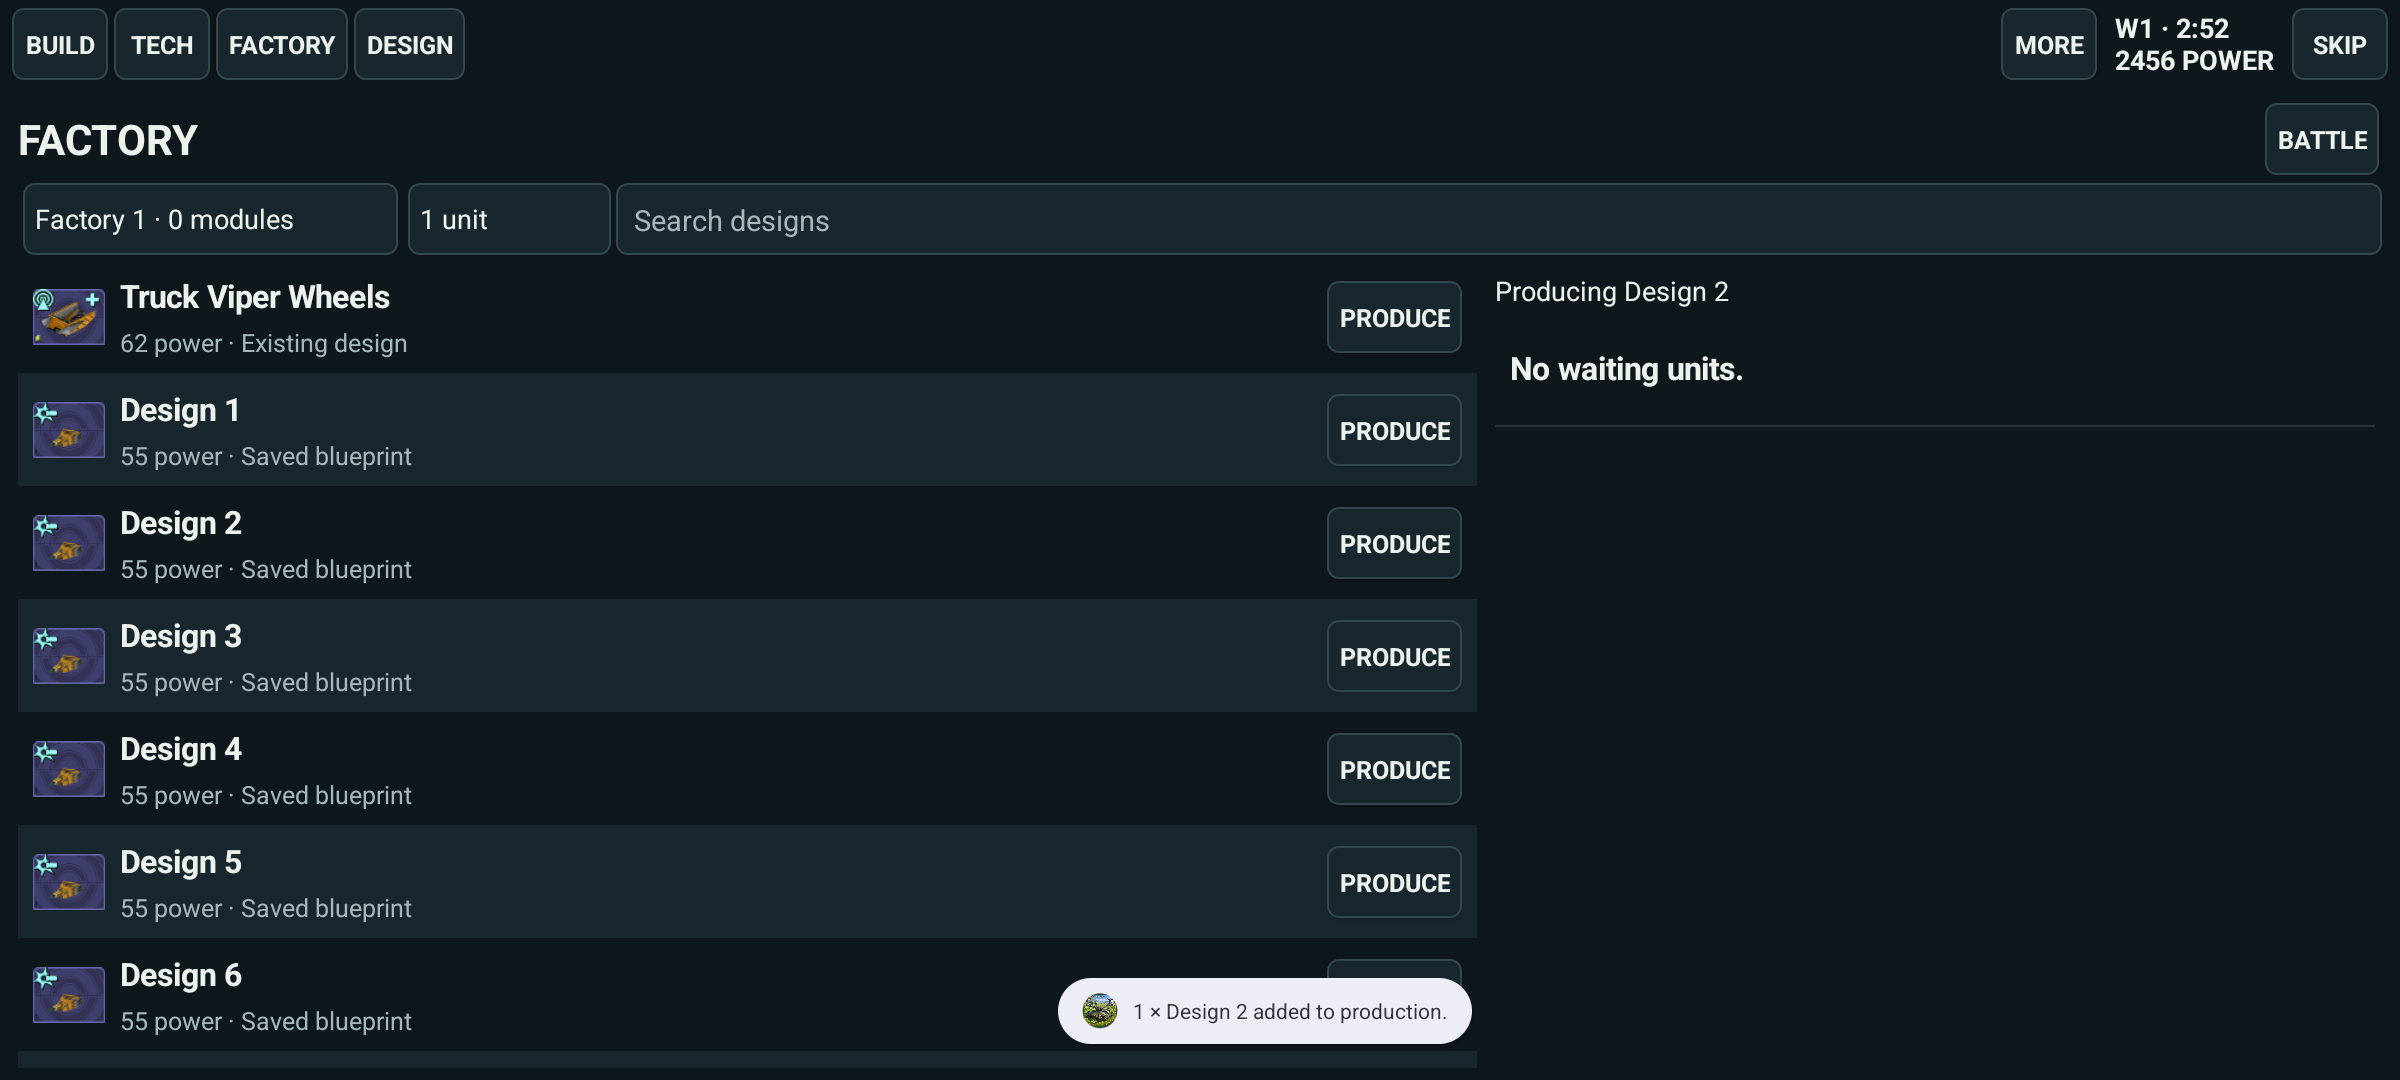 BUILD TECH FACTORY DESIGN MORE W1 · 2:52 SKIP
2456 POWER
FACTORY BATTLE
Factory 1 · 0 modules 1 unit Search designs
Truck Viper Wheels
62 power · Existing design
PRODUCE
Design 1
55 power · Saved blueprint
PRODUCE
Design 2
55 power · Saved blueprint
PRODUCE
Design 3
55 power · Saved blueprint
PRODUCE
Design 4
55 power · Saved blueprint
PRODUCE
Design 5
55 power · Saved blueprint
PRODUCE
Design 6
55 power · Saved blueprint
Producing Design 2
No waiting units.
1 × Design 2 added to production.